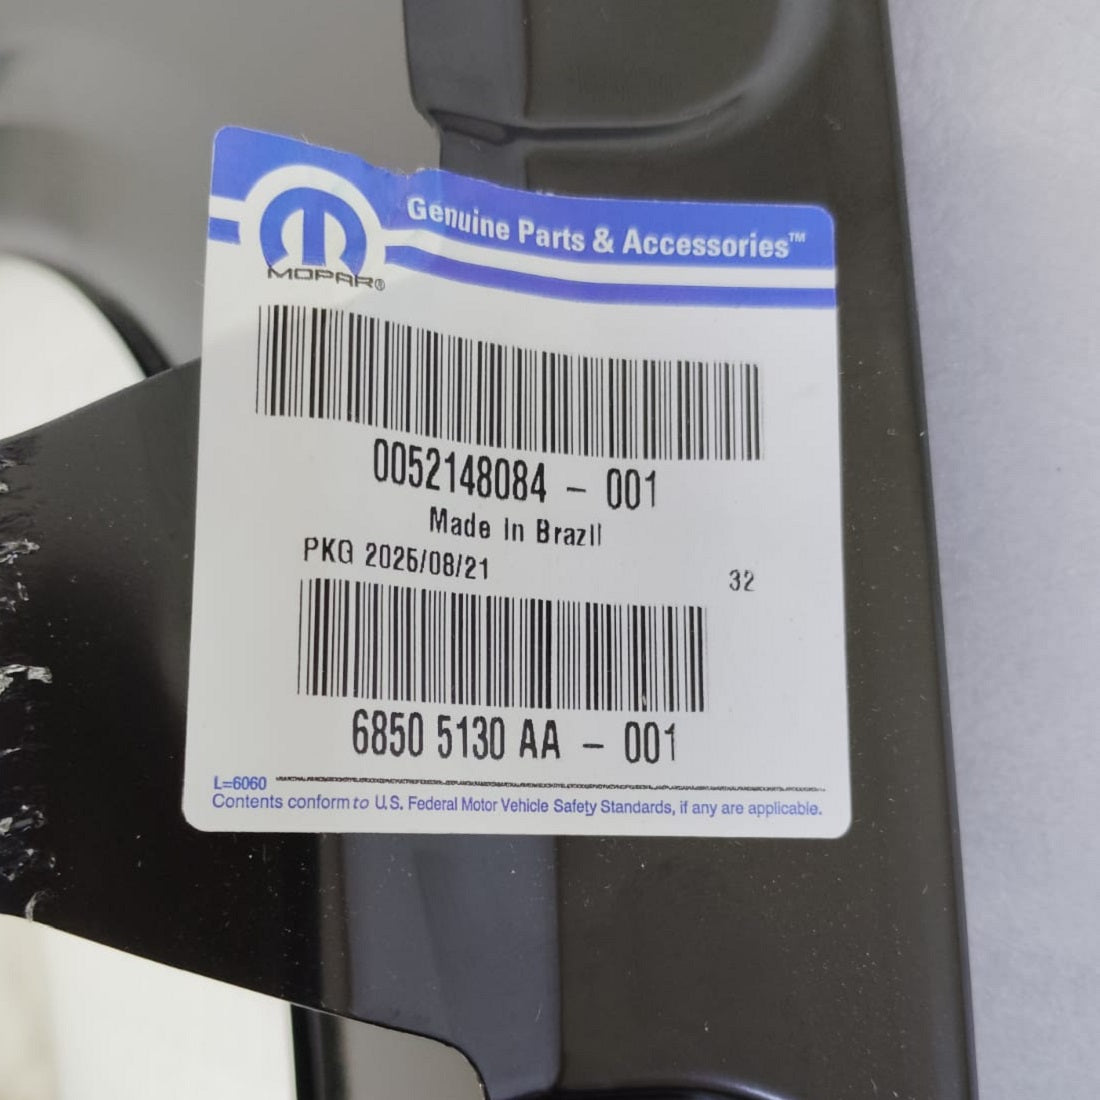 Genuine Parts & Accessories™
MOPAR®
0052148084 - 001
Made In Brazil
PKG 2025/08/21
32
6850 5130 AA - 001
L=6060
Contents conform to U.S. Federal Motor Vehicle Safety Standards, if any are applicable.